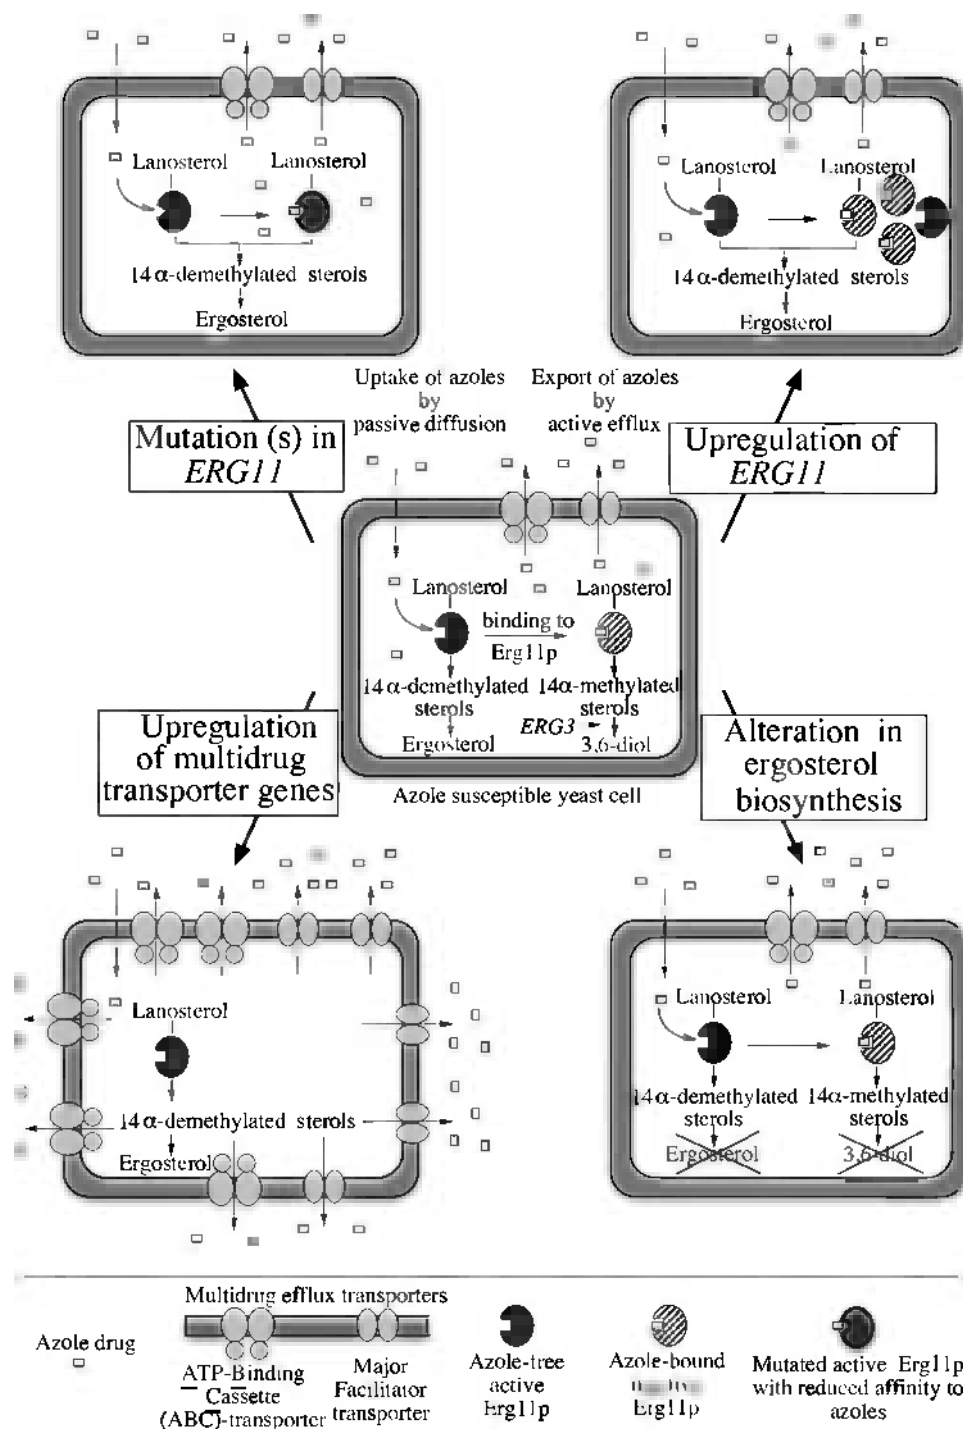 Lanosterol Lanosterol
14α-demethylated sterols
Ergosterol
Lanosterol Lanosterol
14α-demethylated sterols
Ergosterol
Uptake of azoles
by
passive diffusion
Export of azoles
by
active efflux
Mutation (s) in
ERG11
Upregulation of
ERG11
Lanosterol Lanosterol
binding to
Erg11p
14α-demethylated
sterols
Ergosterol
14α-methylated
sterols
ERG3
3,6-diol
Azole susceptible yeast cell
Upregulation
of multidrug
transporter genes
Alteration in
ergosterol
biosynthesis
Lanosterol
14α-demethylated sterols
Ergosterol
Lanosterol Lanosterol
14α-demethylated
sterols
Ergosterol
14α-methylated
sterols
3,6-diol
Multidrug efflux transporters
Azole drug
ATP-Binding
Cassette
(ABC)-transporter
Major
Facilitator
transporter
Azole-free
active
Erg11p
Azole-bound
Erg11p
Mutated active Erg11p
with reduced affinity to
azoles